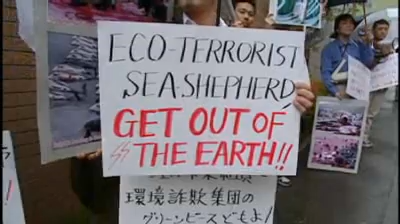 ECO-TERRORIST
SEA SHEPHERD
GET OUT OF
THE EARTH!!
環境詐欺集団の
グリーンピースどもよ!